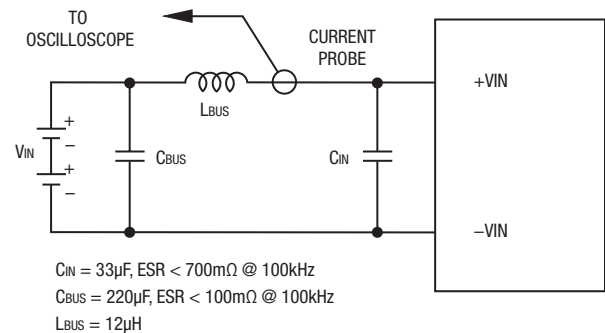 TO
OSCILLOSCOPE
CURRENT
PROBE
+VIN
LBUS
+
VIN
−
+
−
CBUS
CIN
−VIN
CIN = 33µF, ESR < 700mΩ @ 100kHz
CBUS = 220µF, ESR < 100mΩ @ 100kHz
LBUS = 12µH